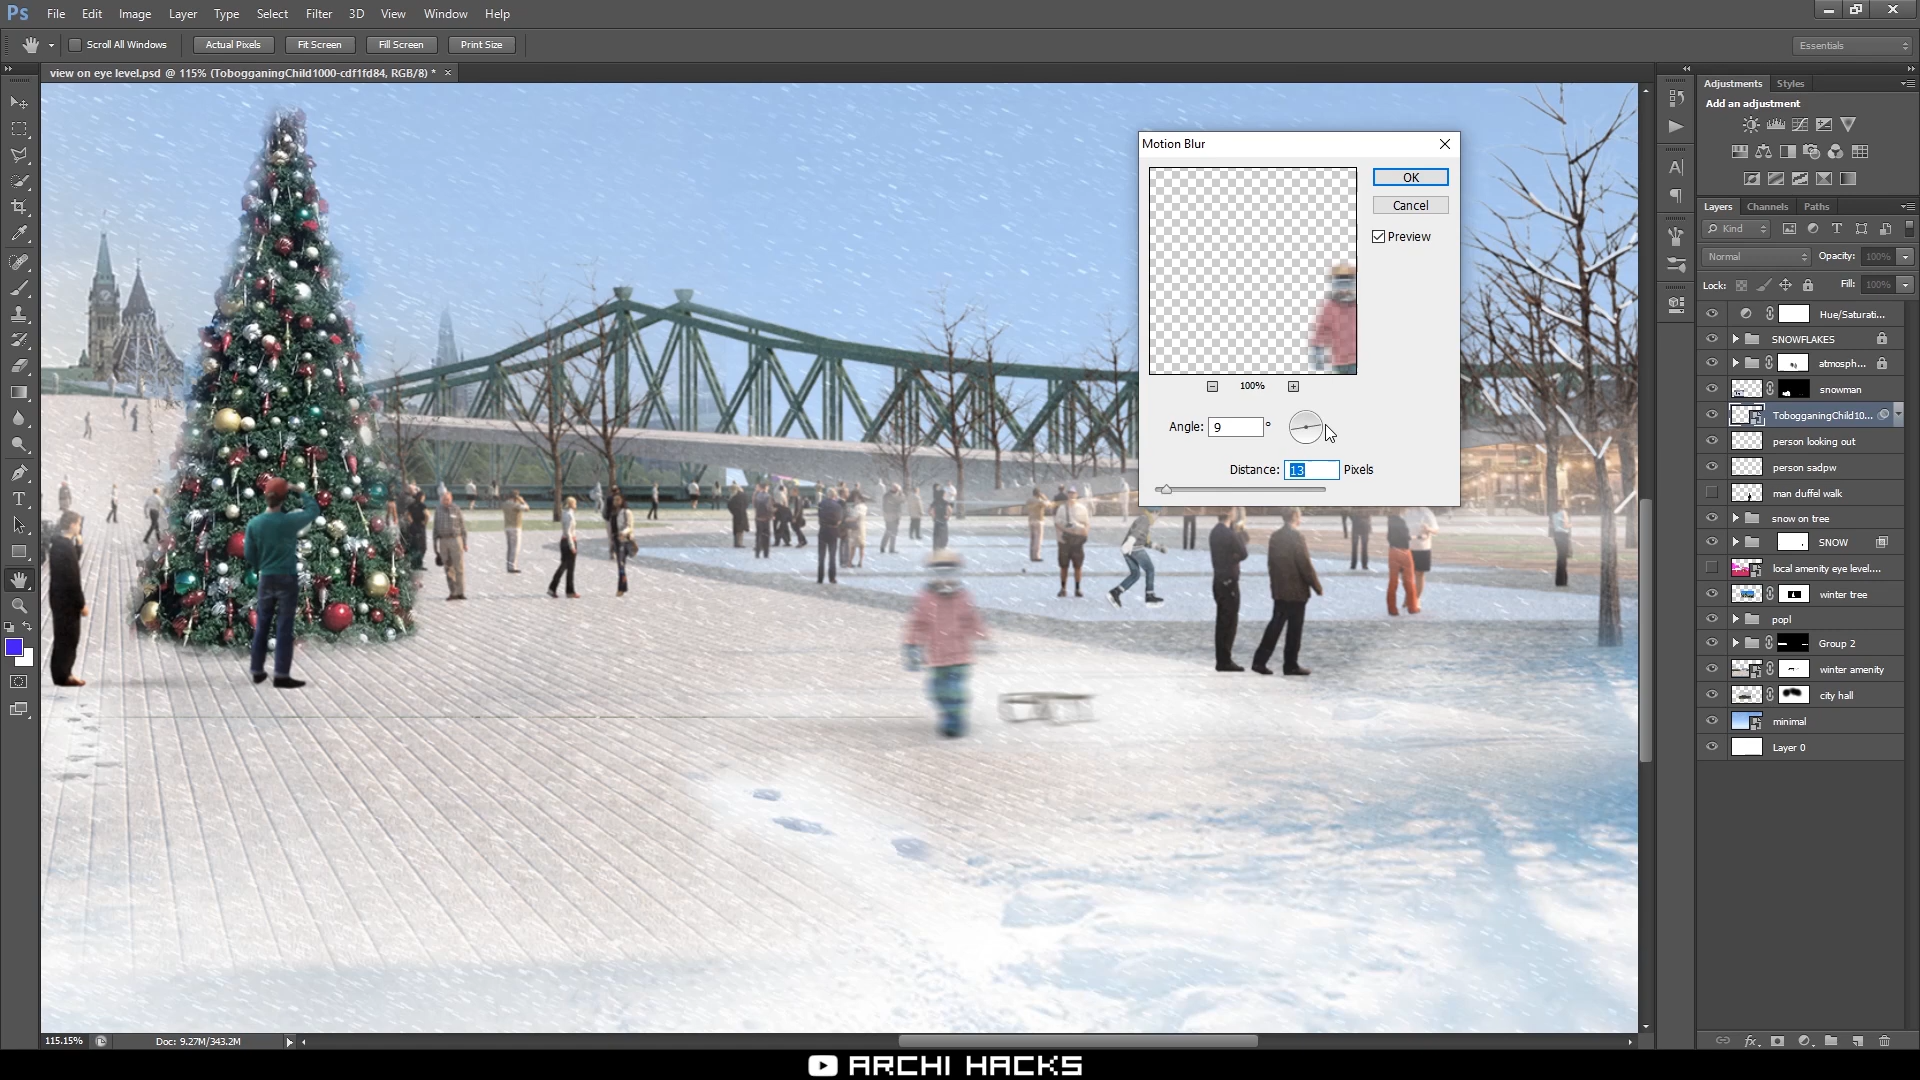 Ps File Edit Image Layer Type Select Filter 3D View Window Help
Scroll All Windows Actual Pixels Fit Screen Fill Screen Print Size Essentials
view on eye level.psd @ 115% (TobogganingChild1000-cdf1fd84, RGB/8) *
Motion Blur
OK
Cancel
Preview
100%
Angle: 9 °
Distance: 13 Pixels
Adjustments Styles
Add an adjustment
Layers Channels Paths
Kind
Normal Opacity: 100%
Lock: Fill: 100%
Hue/Saturati...
SNOWFLAKES
atmosph...
snowman
TobogganingChild10...
person looking out
person sadpw
man duffel walk
snow on tree
SNOW
local amenity eye level....
winter tree
popl
Group 2
winter amenity
city hall
minimal
Layer 0
115.15% Doc: 9.27M/343.2M
ARCHI HACKS